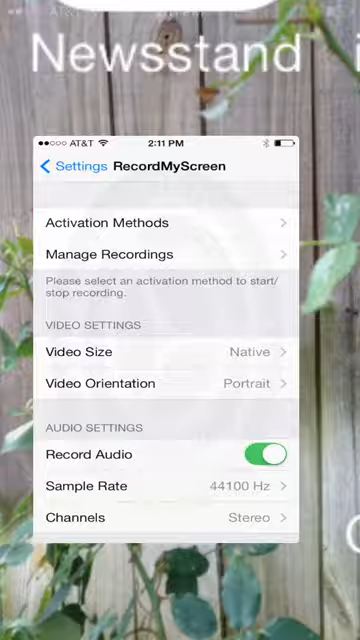 Newsstand
AT&T 2:11 PM
Settings RecordMyScreen
Activation Methods
Manage Recordings
Please select an activation method to start/
stop recording.
VIDEO SETTINGS
Video Size Native
Video Orientation Portrait
AUDIO SETTINGS
Record Audio
Sample Rate 44100 Hz
Channels Stereo